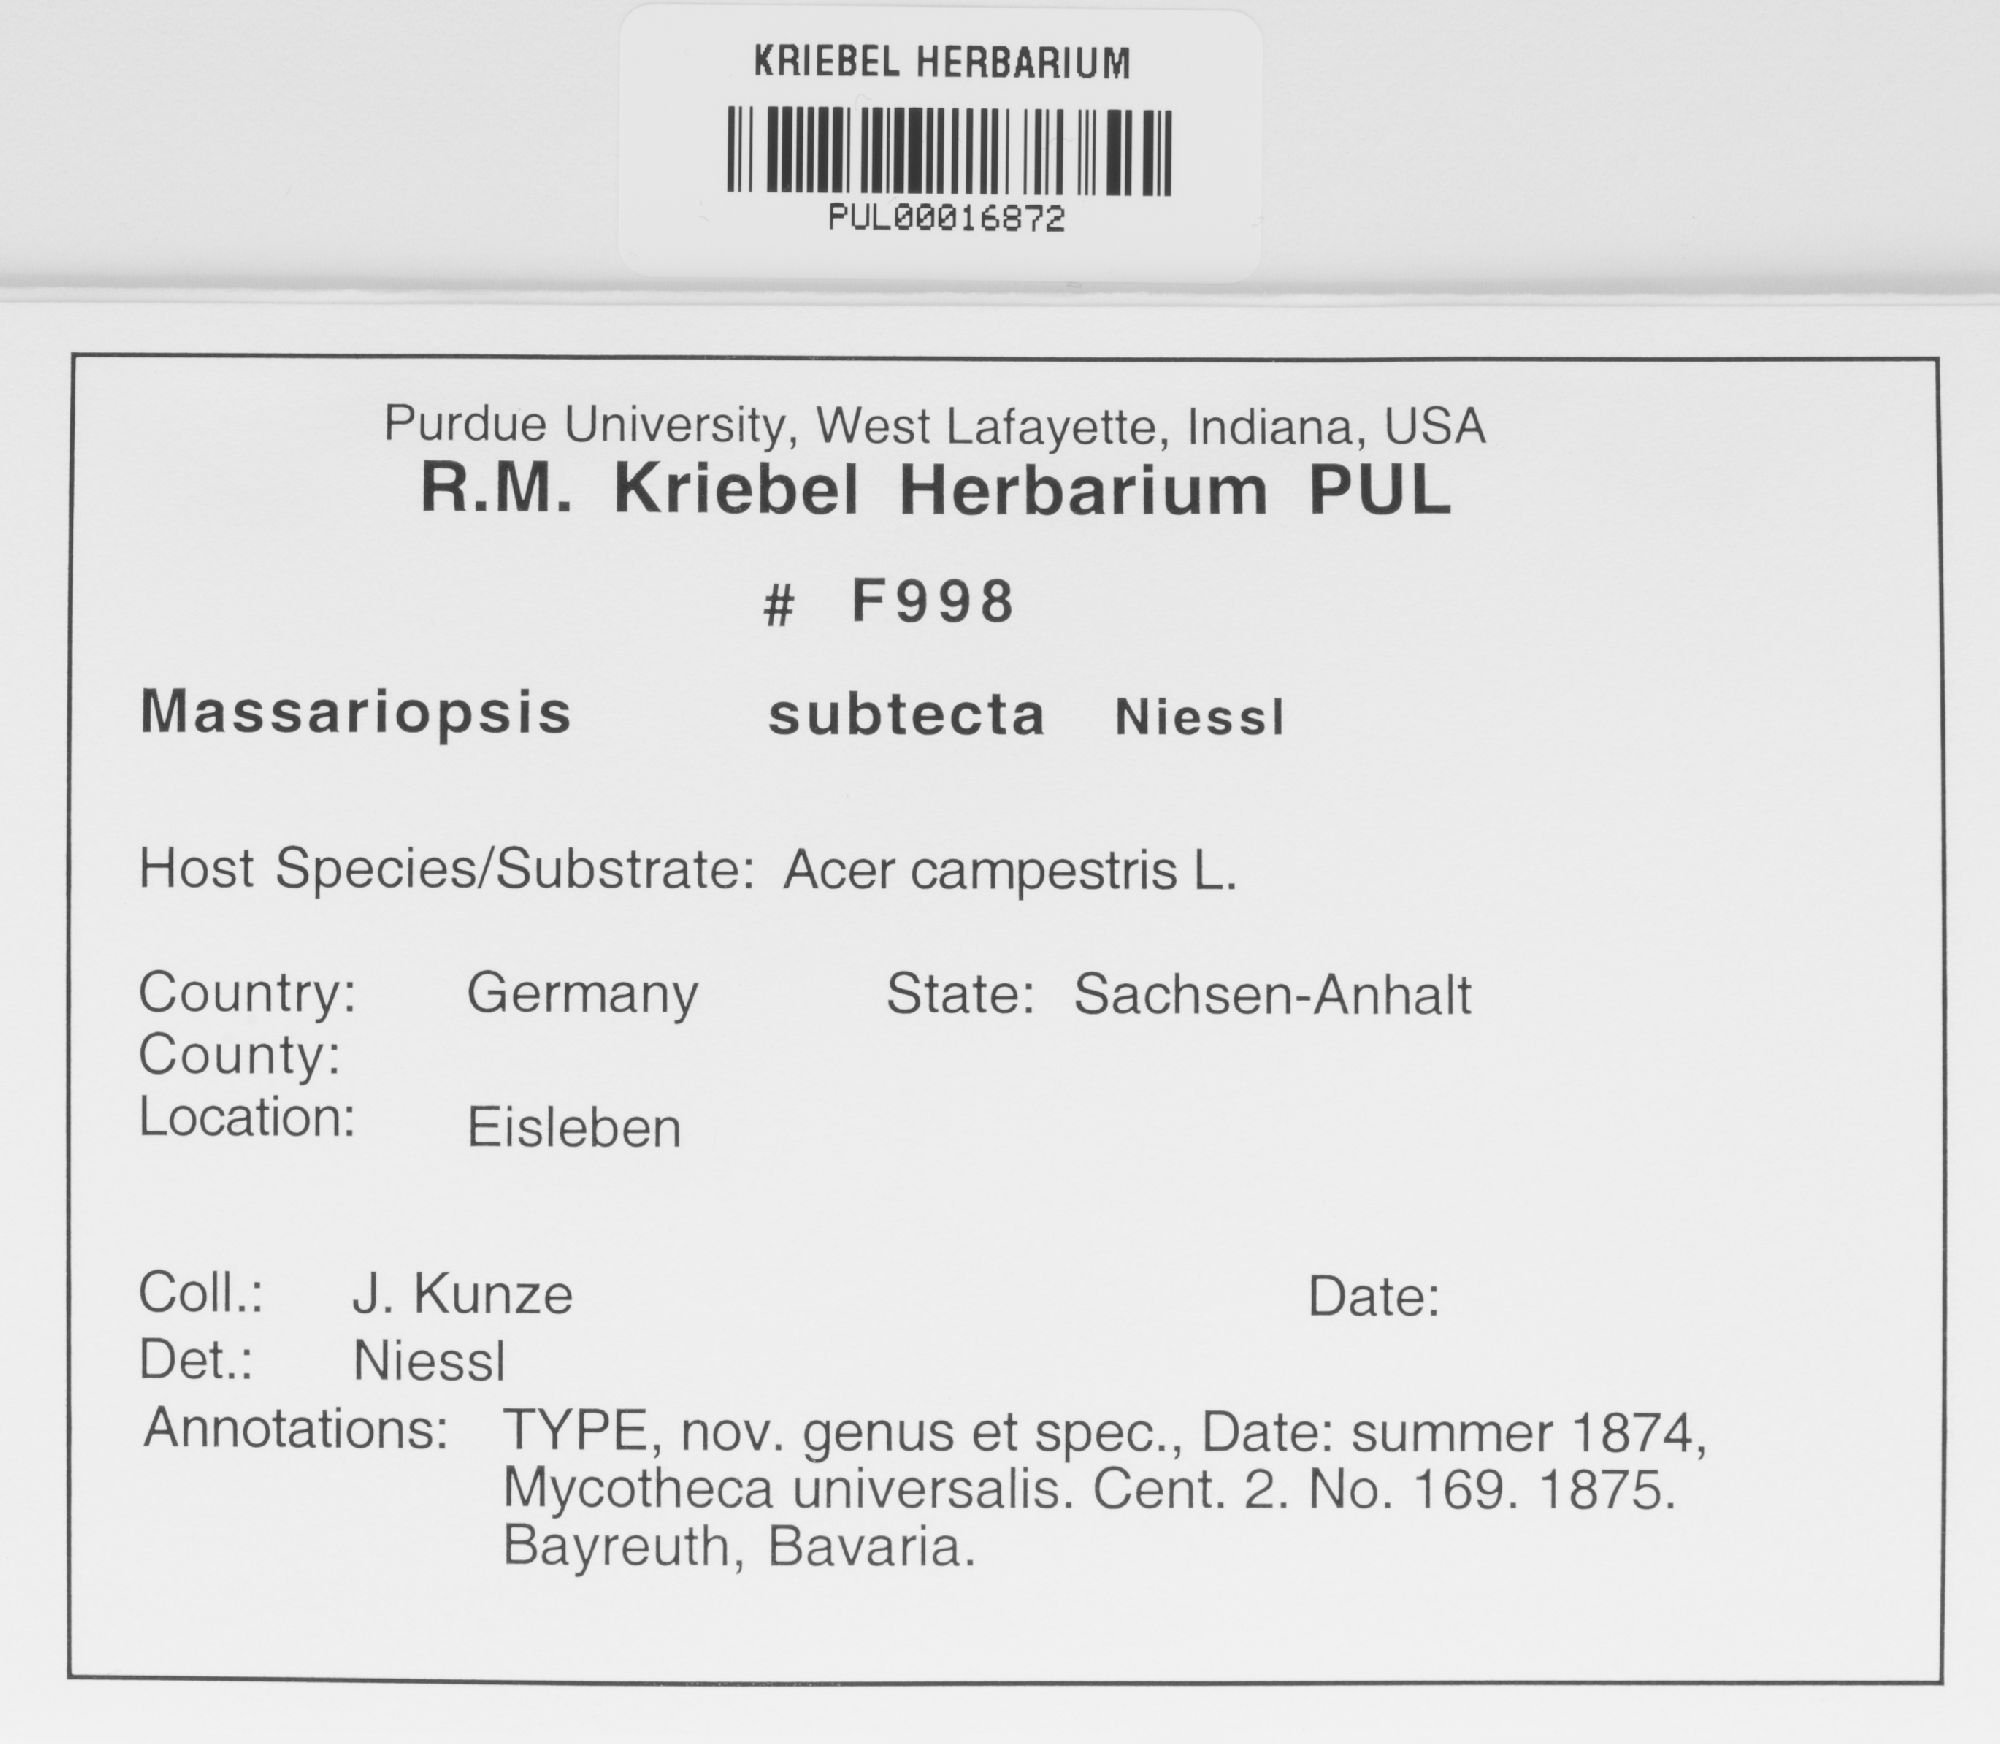 KRIEBEL HERBARIUM
PUL00016872
Purdue University, West Lafayette, Indiana, USA
R.M. Kriebel Herbarium PUL
# F998
Massariopsis subtecta Niessl
Host Species/Substrate: Acer campestris L.
Country: Germany State: Sachsen-Anhalt
County:
Location: Eisleben
Coll.: J. Kunze Date:
Det.: Niessl
Annotations: TYPE, nov. genus et spec., Date: summer 1874,
Mycotheca universalis. Cent. 2. No. 169. 1875.
Bayreuth, Bavaria.